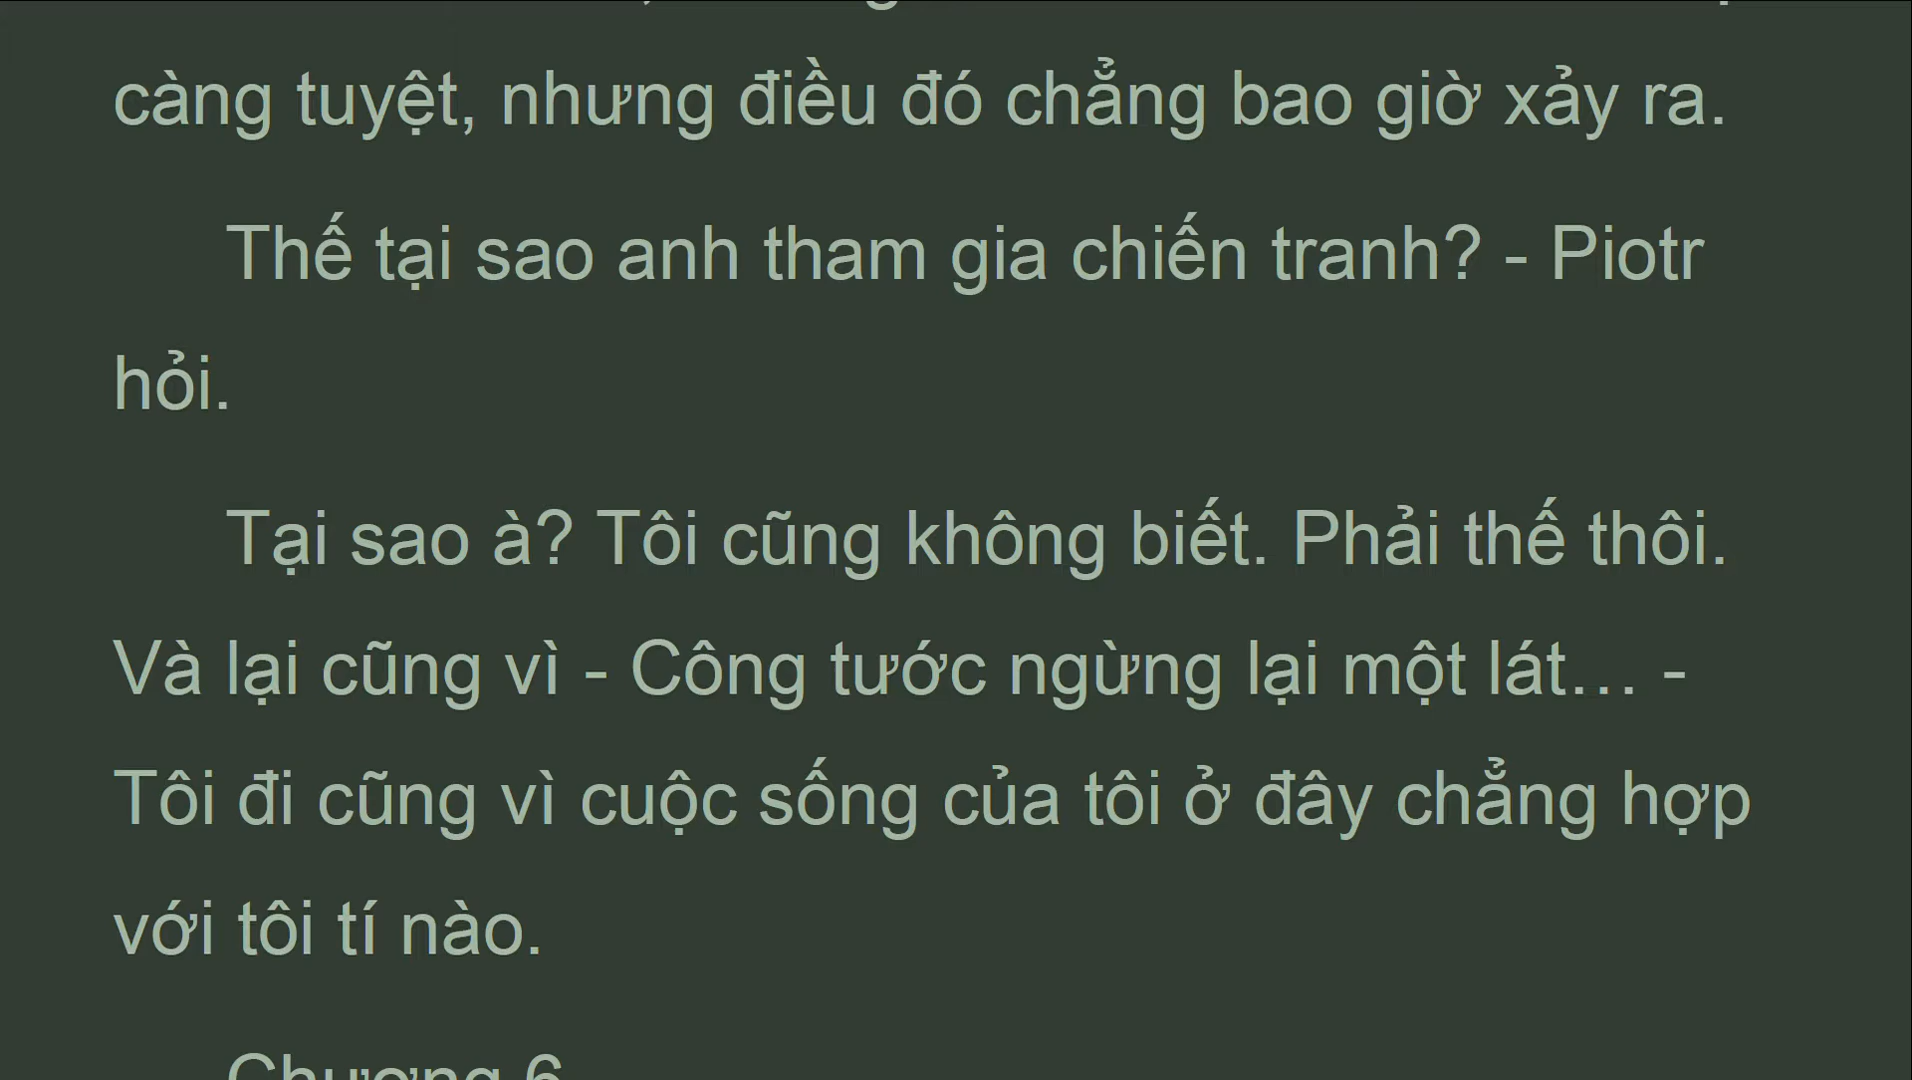 càng tuyệt, nhưng điều đó chẳng bao giờ xảy ra.
Thế tại sao anh tham gia chiến tranh? - Piotr
hỏi.
Tại sao à? Tôi cũng không biết. Phải thế thôi.
Và lại cũng vì - Công tước ngừng lại một lát… -
Tôi đi cũng vì cuộc sống của tôi ở đây chẳng hợp
với tôi tí nào.
Chương 6